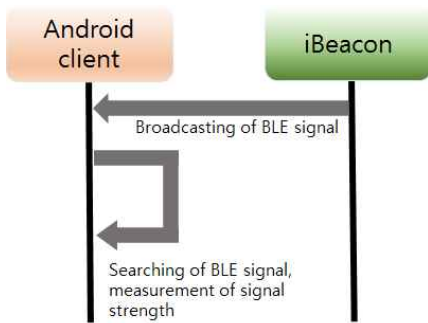 Android
client
iBeacon
Broadcasting of BLE signal
Searching of BLE signal,
measurement of signal
strength